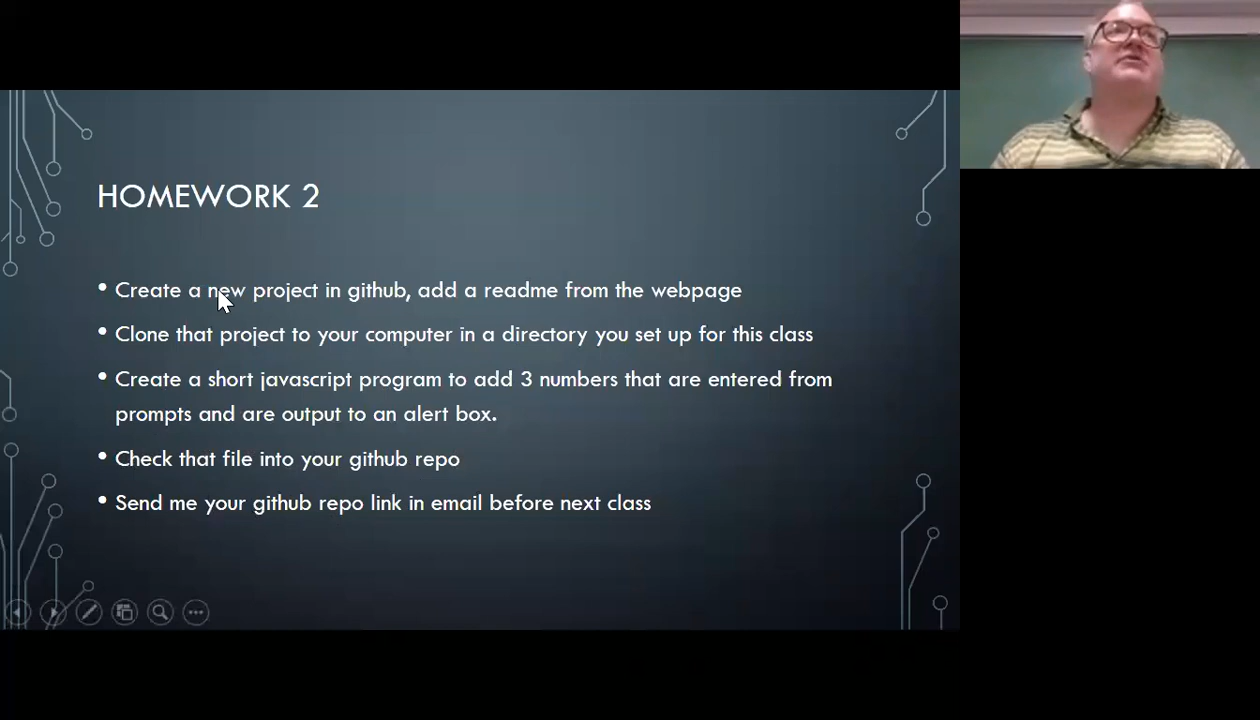 HOMEWORK 2
• Create a new project in github, add a readme from the webpage
• Clone that project to your computer in a directory you set up for this class
• Create a short javascript program to add 3 numbers that are entered from
prompts and are output to an alert box.
• Check that file into your github repo
• Send me your github repo link in email before next class